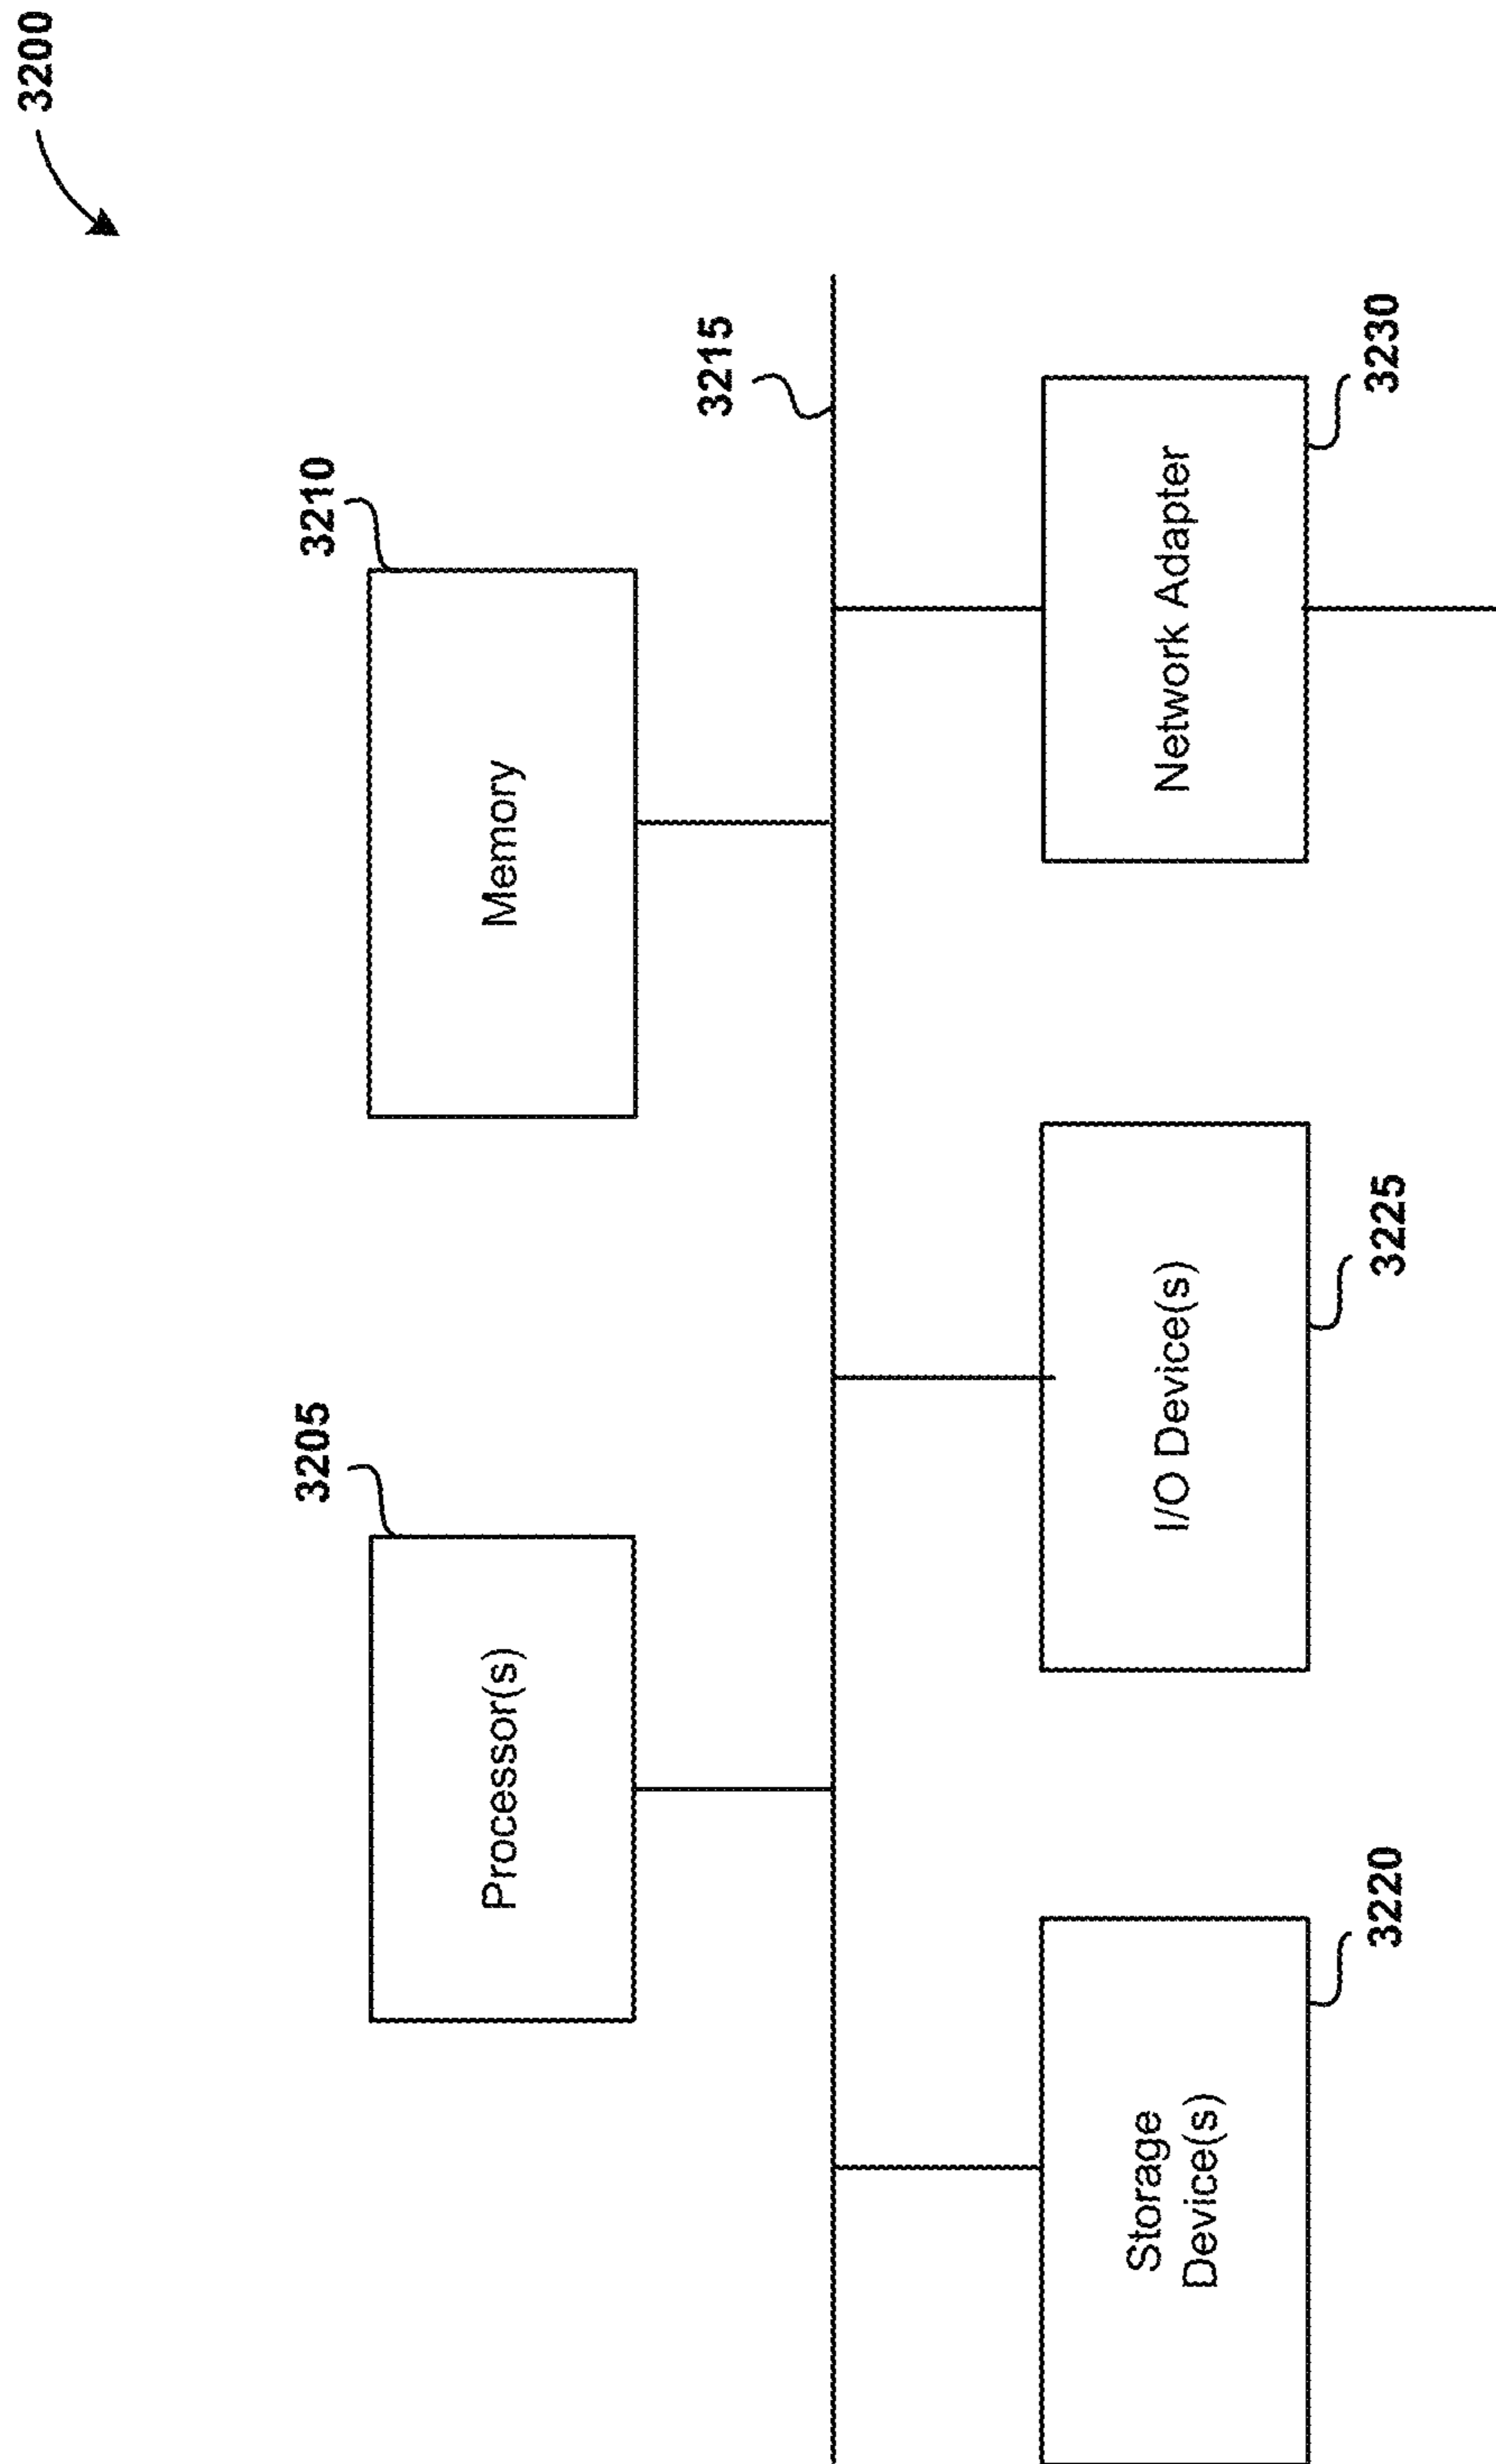 3200
3205
Processor(s)
3210
Memory
3215
Storage
Device(s)
3220
I/O Device(s)
3225
Network Adapter
3230